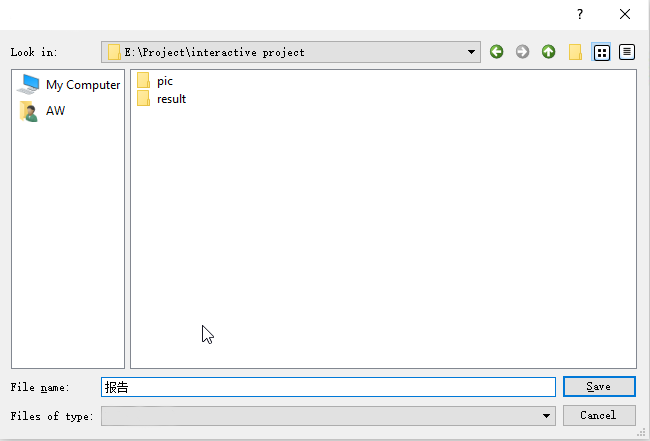 ?
Look in: E:\Project\interactive project
My Computer
AW
pic
result
File name: 报告 Save
Files of type: Cancel